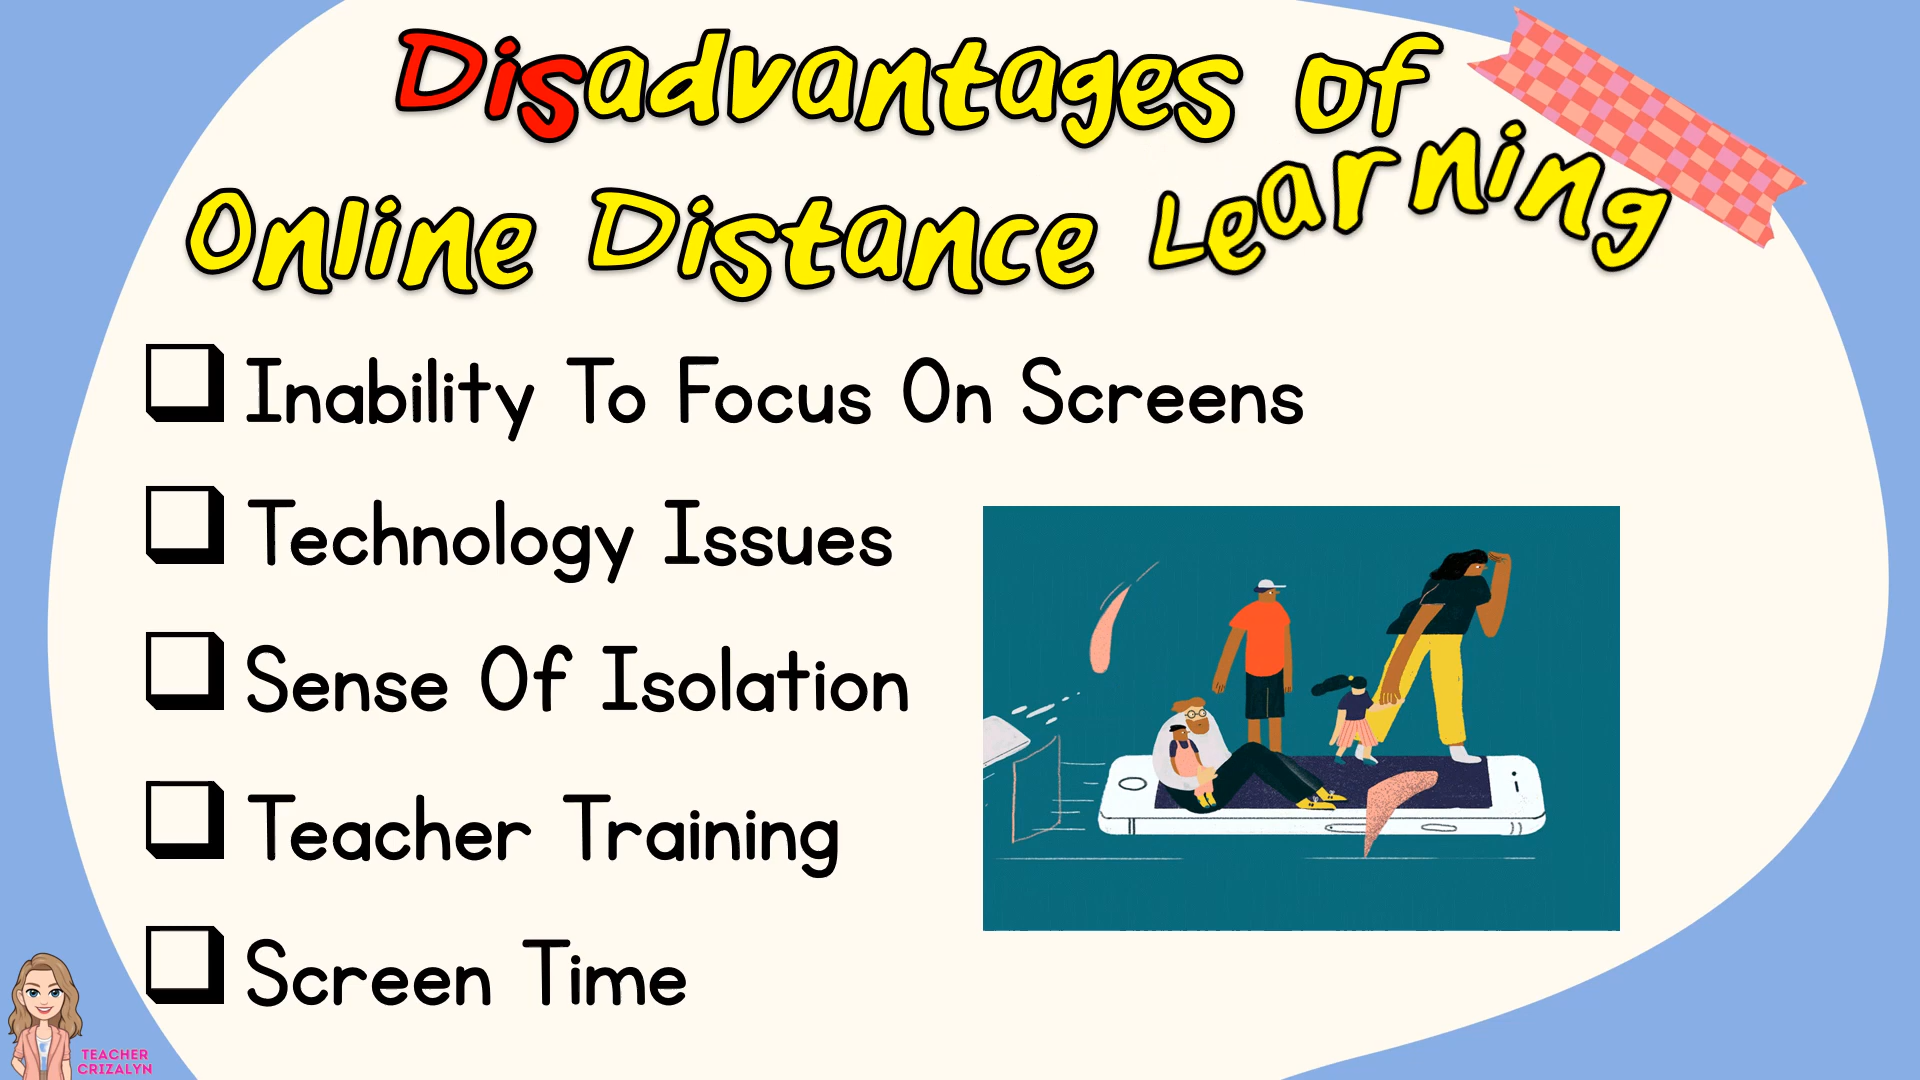 Disadvantages Of
Online Distance Learning
Inability To Focus On Screens
Technology Issues
Sense Of Isolation
Teacher Training
Screen Time
TEACHER
CRIZALYN